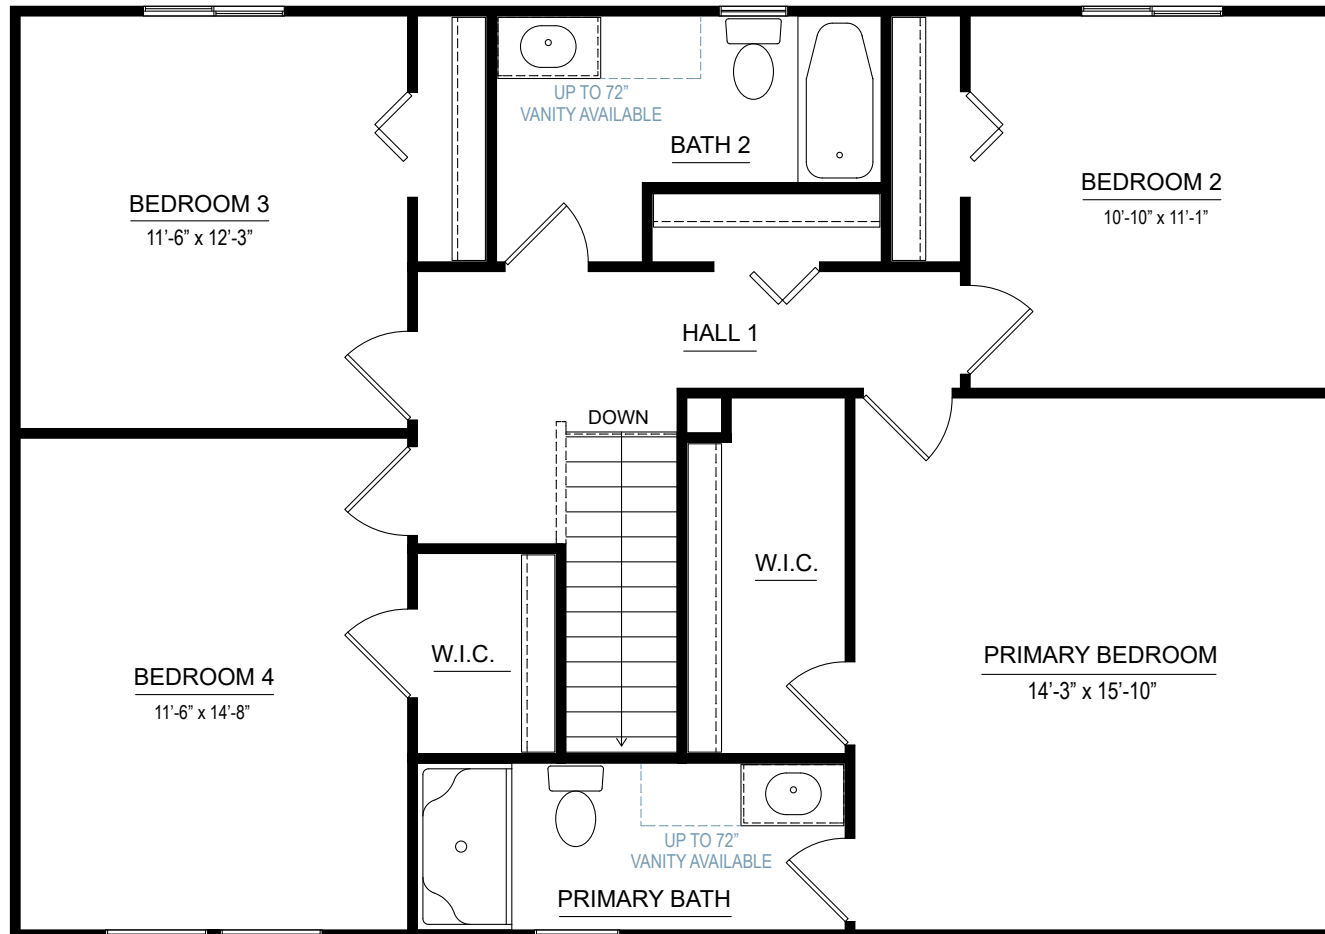 UP TO 72”
VANITY AVAILABLE
BATH 2
BEDROOM 2
10’-10” x 11’-1”
BEDROOM 3
11’-6” x 12’-3”
HALL 1
DOWN
W.I.C.
W.I.C.
PRIMARY BEDROOM
14’-3” x 15’-10”
BEDROOM 4
11’-6” x 14’-8”
UP TO 72”
VANITY AVAILABLE
PRIMARY BATH